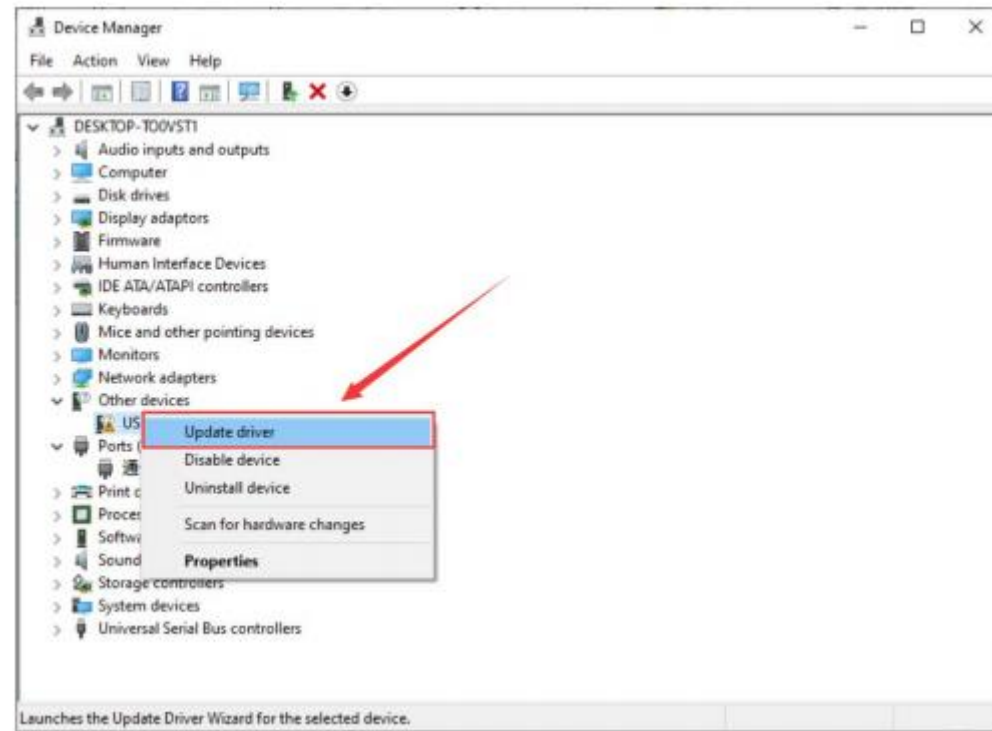 Device Manager
File Action View Help
DESKTOP-TO0VST1
Audio inputs and outputs
Computer
Disk drives
Display adaptors
Firmware
Human Interface Devices
IDE ATA/ATAPI controllers
Keyboards
Mice and other pointing devices
Monitors
Network adapters
Other devices
US
Update driver
Ports (
Disable device
通
Uninstall device
Print
Proces
Scan for hardware changes
Softwa
Sound
Properties
Storage controllers
System devices
Universal Serial Bus controllers
Launches the Update Driver Wizard for the selected device.